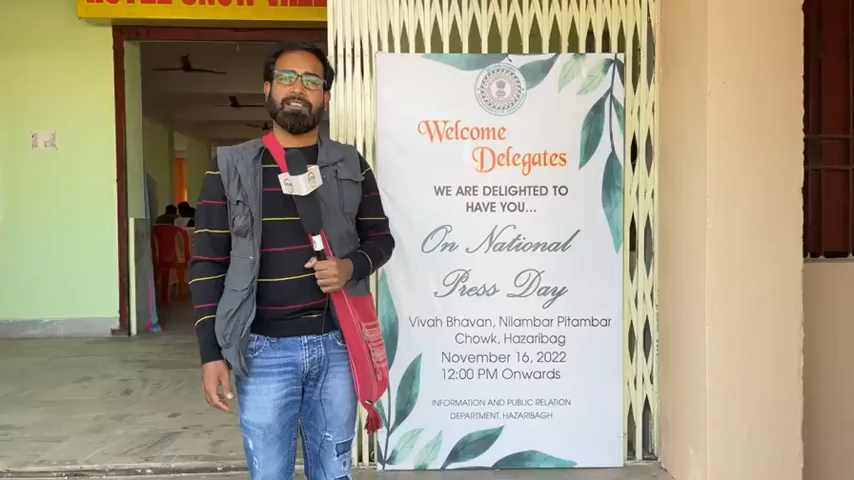 Welcome
Delegates
WE ARE DELIGHTED TO
HAVE YOU...
On National
Press Day
Vivah Bhavan, Nilambar Pitambar
Chowk, Hazaribag
November 16, 2022
12:00 PM Onwards
INFORMATION AND PUBLIC RELATION
DEPARTMENT, HAZARIBAGH